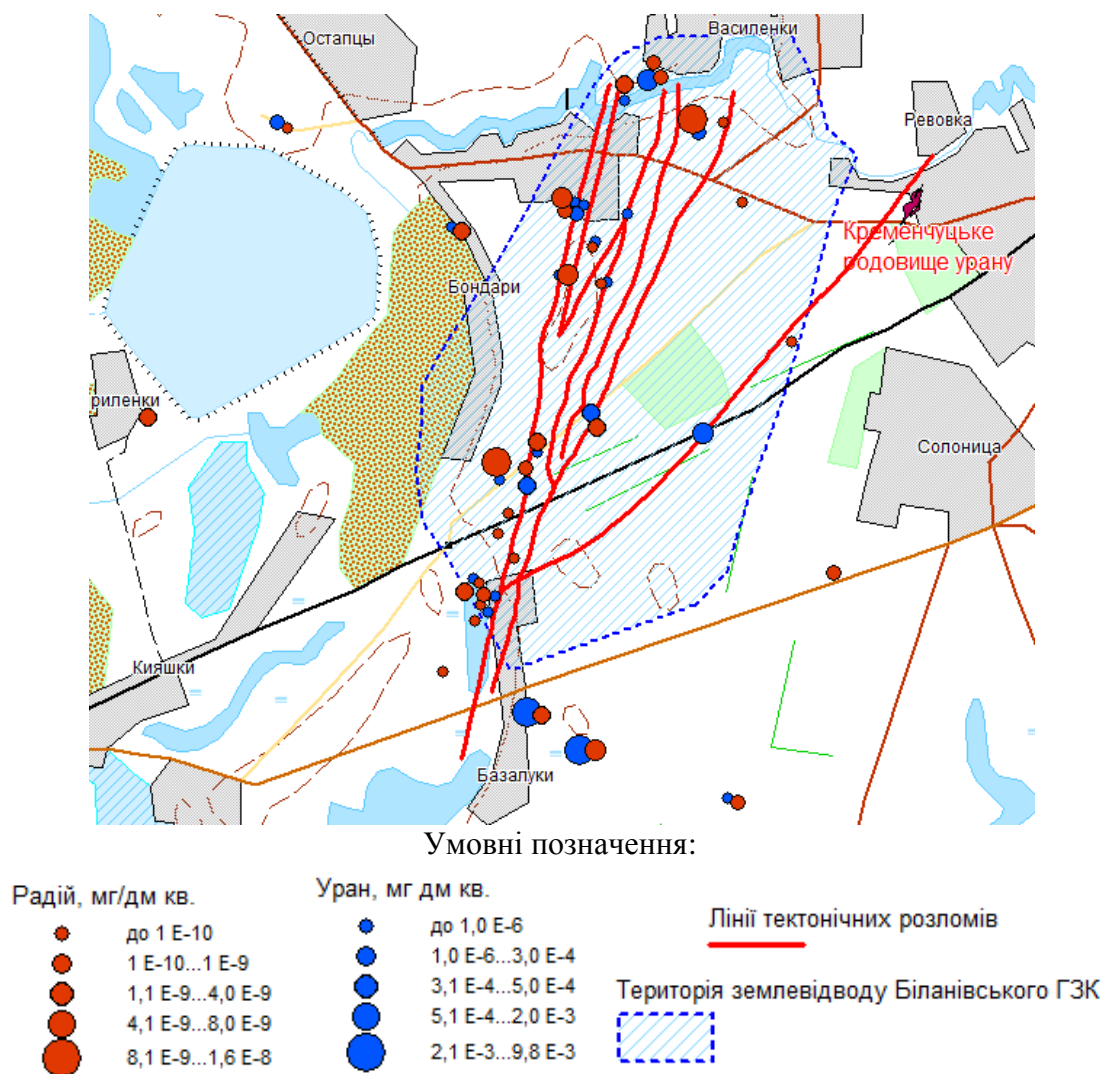 Остапцы
Василенки
Ревовка
Кременчуцьке
родовище урану
Бондари
риленки
Солоница
Кияшки
Базалуки
Умовні позначення:
Радій, мг/дм кв.
до 1 Е-10
1 Е-10...1 Е-9
1,1 Е-9...4,0 Е-9
4,1 Е-9...8,0 Е-9
8,1 Е-9...1,6 Е-8
Уран, мг дм кв.
до 1,0 Е-6
1,0 Е-6...3,0 Е-4
3,1 Е-4...5,0 Е-4
5,1 Е-4...2,0 Е-3
2,1 Е-3...9,8 Е-3
Лінії тектонічних розломів
Територія землевідводу Біланівського ГЗК